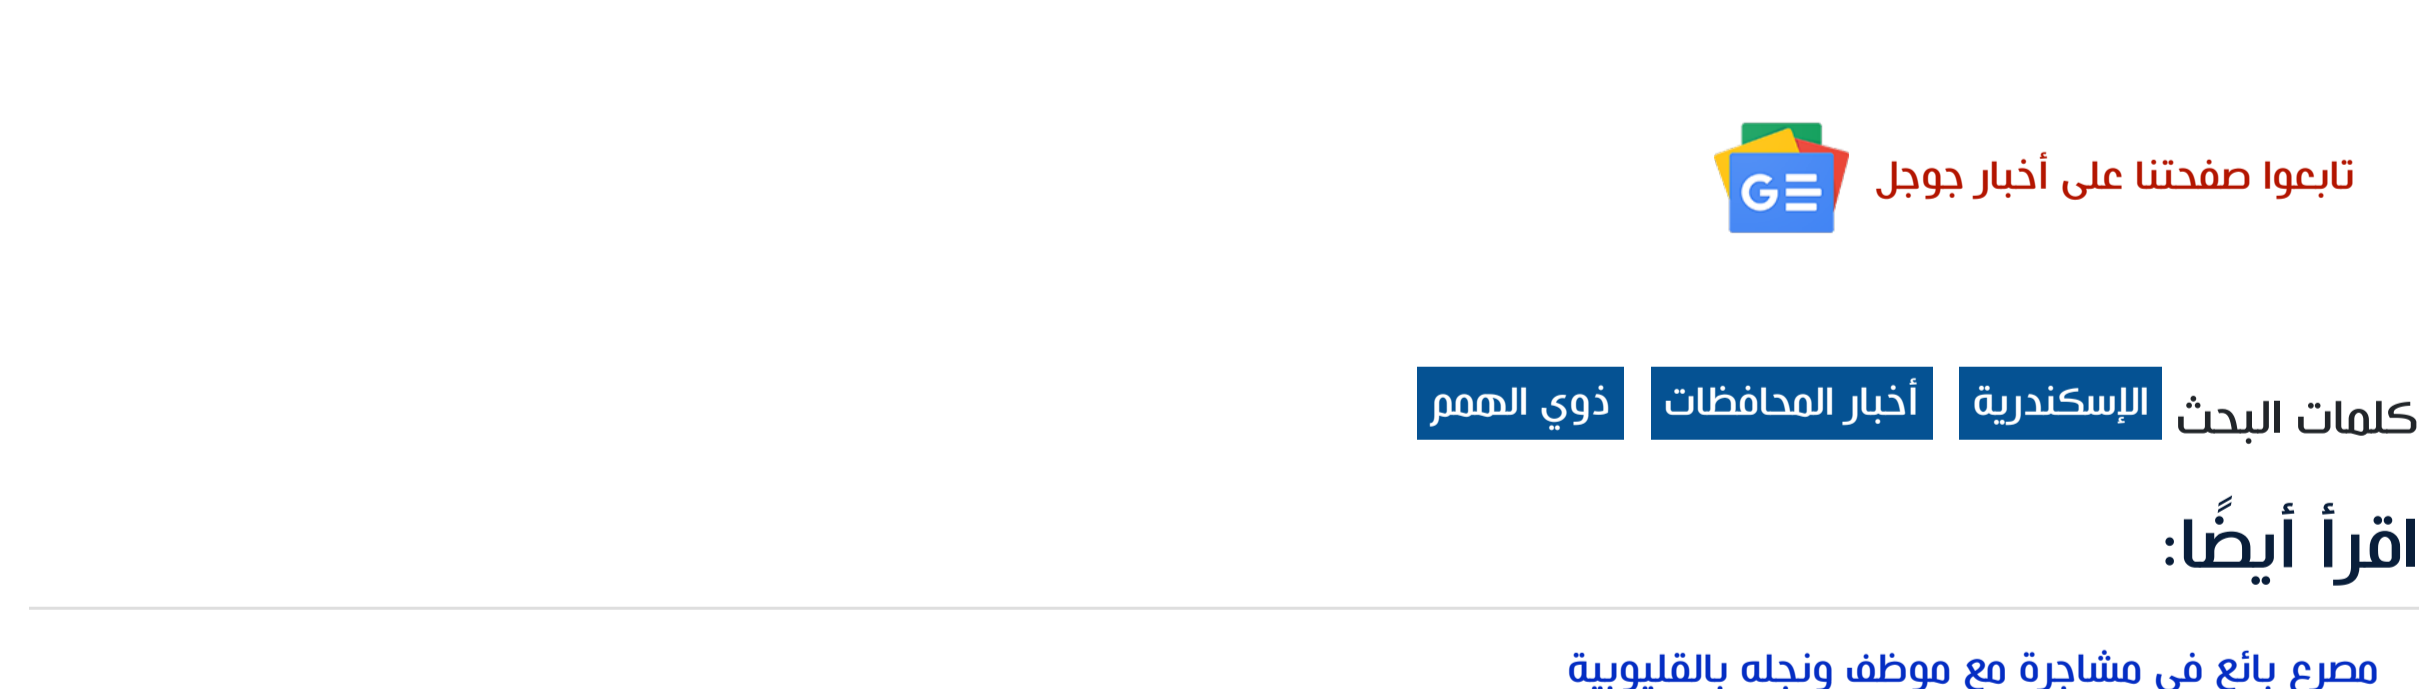 تابعوا صفحتنا على أخبار جوجل
GE
كلمات البحث الإسكندرية أخبار المحافظات ذوي الهمم
اقرأ أيضًا:
مصرع بائع في مشاجرة مع موظف ونجله بالقليوبية